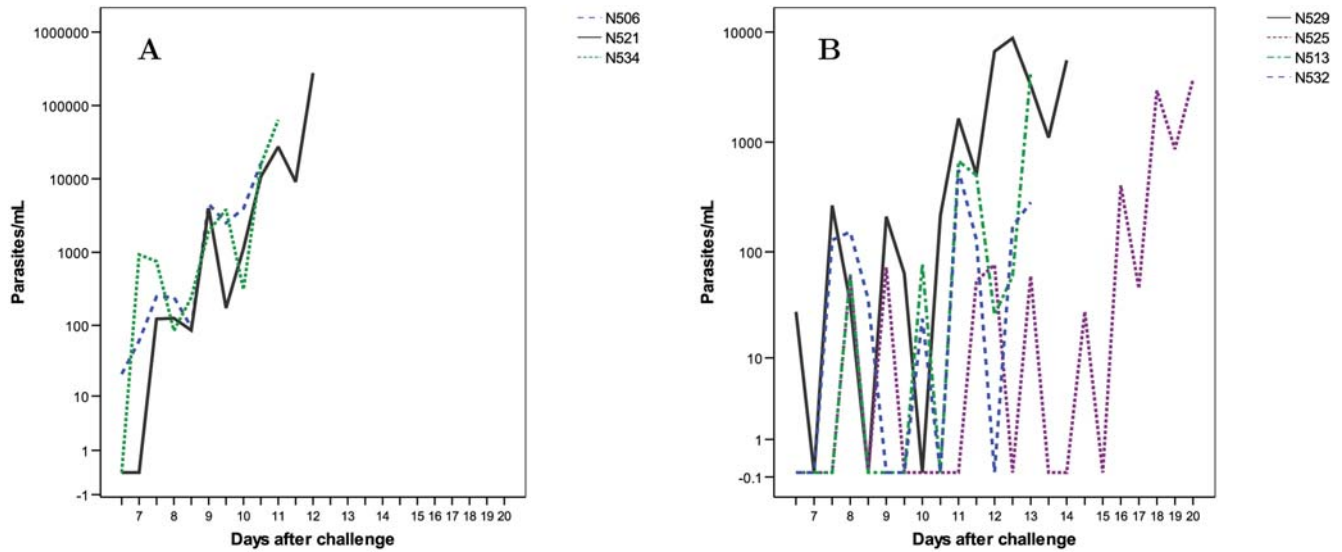 A
N506
N521
N534
1000000
100000
10000
1000
100
10
1
-1
Parasites/mL
7 8 9 10 11 12 13 14 15 16 17 18 19 20
Days after challenge
B
N529
N525
N513
N532
10000
1000
100
10
1
-0.1
Parasites/mL
7 8 9 10 11 12 13 14 15 16 17 18 19 20
Days after challenge